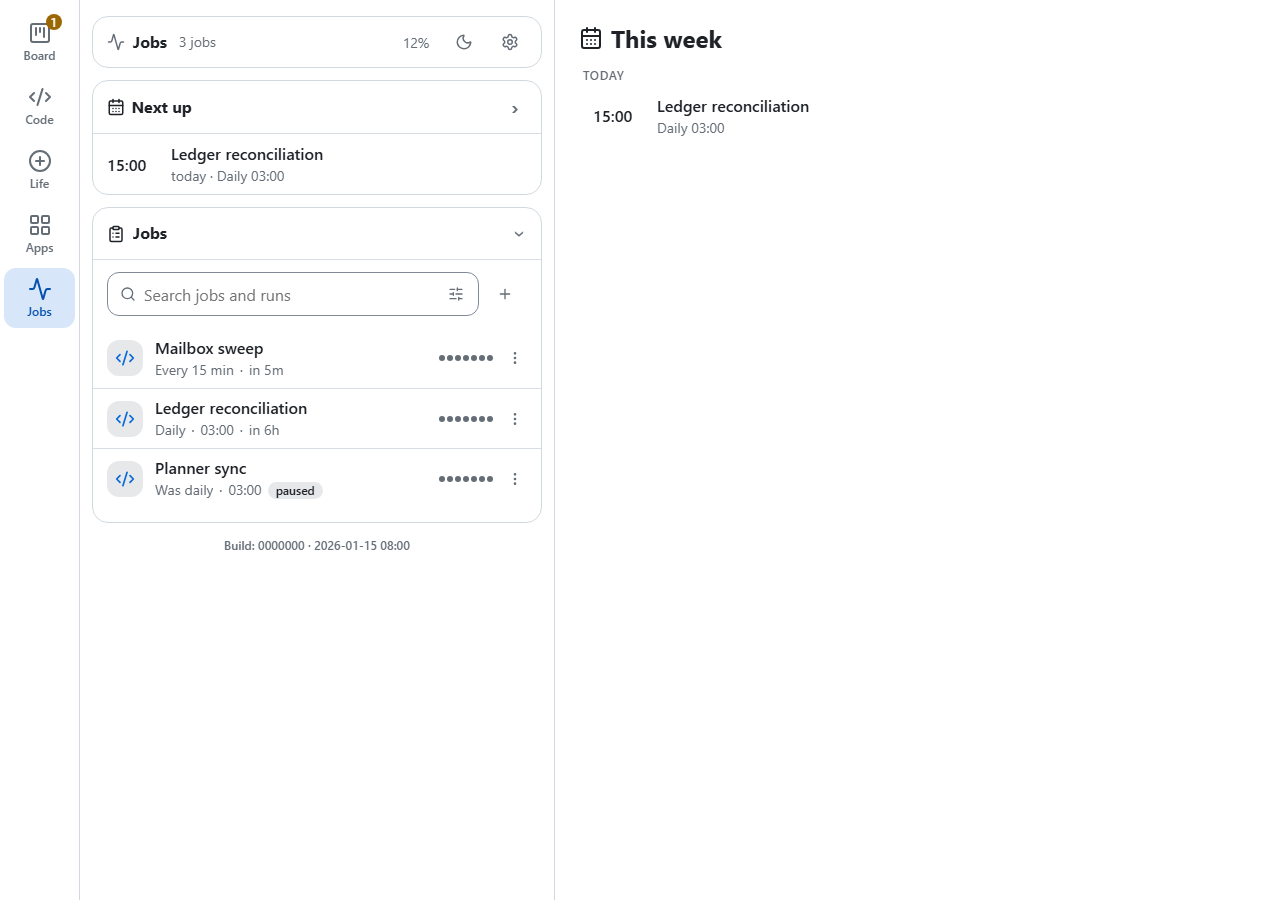 1
Board
Code
Life
Apps
Jobs
Jobs 3 jobs 12%
Next up
15:00 Ledger reconciliation
today · Daily 03:00
Jobs
Search jobs and runs
Mailbox sweep
Every 15 min · in 5m
Ledger reconciliation
Daily · 03:00 · in 6h
Planner sync
Was daily · 03:00 paused
Build: 0000000 · 2026-01-15 08:00
This week
TODAY
15:00 Ledger reconciliation
Daily 03:00